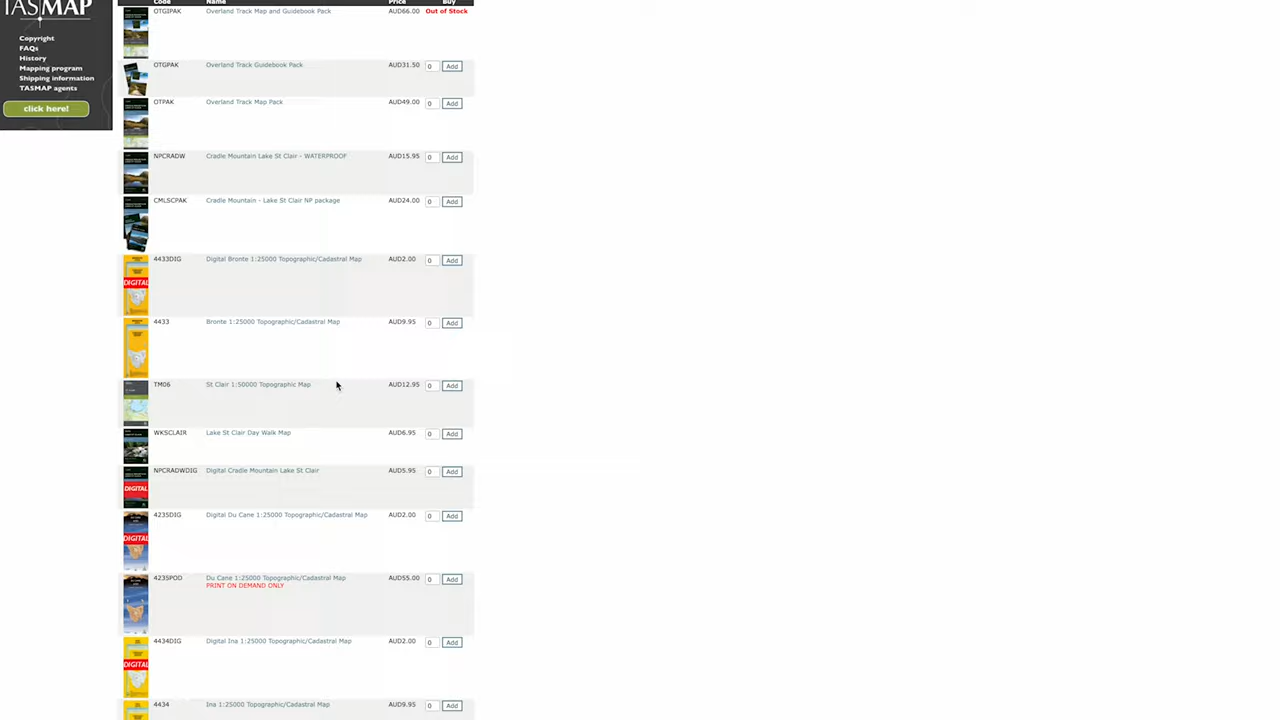 TASMAP
Copyright
FAQs
History
Mapping program
Shipping information
TASMAP agents
click here!
Code Name Price Buy
OTGIPAK Overland Track Map and Guidebook Pack AUD66.00 Out of Stock
OTGPAK Overland Track Guidebook Pack AUD31.50 0 Add
OTPAK Overland Track Map Pack AUD49.00 0 Add
NPCRADW Cradle Mountain Lake St Clair - WATERPROOF AUD15.95 0 Add
CMLSCPAK Cradle Mountain - Lake St Clair NP package AUD24.00 0 Add
4433DIG Digital Bronte 1:25000 Topographic/Cadastral Map AUD2.00 0 Add
DIGITAL
4433 Bronte 1:25000 Topographic/Cadastral Map AUD9.95 0 Add
TM06 St Clair 1:50000 Topographic Map AUD12.95 0 Add
WKSCLAIR Lake St Clair Day Walk Map AUD6.95 0 Add
NPCRADWDIG Digital Cradle Mountain Lake St Clair AUD5.95 0 Add
DIGITAL
4235DIG Digital Du Cane 1:25000 Topographic/Cadastral Map AUD2.00 0 Add
DIGITAL
4235POD Du Cane 1:25000 Topographic/Cadastral Map AUD55.00 0 Add
PRINT ON DEMAND ONLY
4434DIG Digital Ina 1:25000 Topographic/Cadastral Map AUD2.00 0 Add
DIGITAL
4434 Ina 1:25000 Topographic/Cadastral Map AUD9.95 0 Add